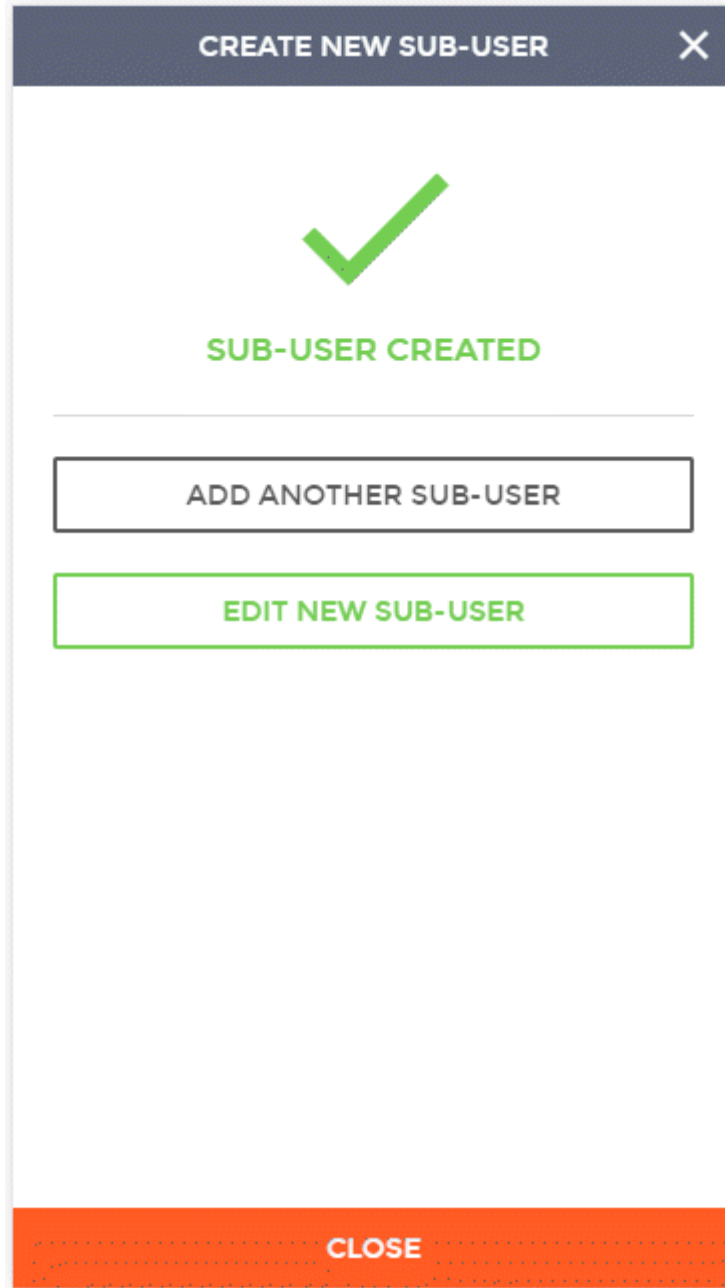 CREATE NEW SUB-USER
SUB-USER CREATED
ADD ANOTHER SUB-USER
EDIT NEW SUB-USER
CLOSE